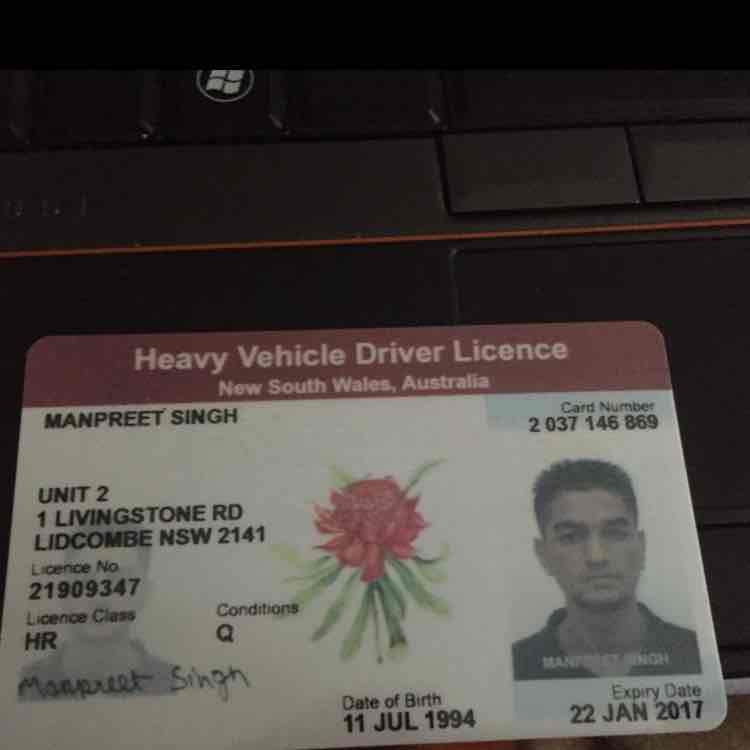 Heavy Vehicle Driver Licence
New South Wales, Australia
MANPREET SINGH
Card Number
2 037 146 869
UNIT 2
1 LIVINGSTONE RD
LIDCOMBE NSW 2141
Licence No
21909347
Licence Class
HR
Conditions
Q
Manpreet Singh
MANPREET SINGH
Date of Birth
11 JUL 1994
Expiry Date
22 JAN 2017